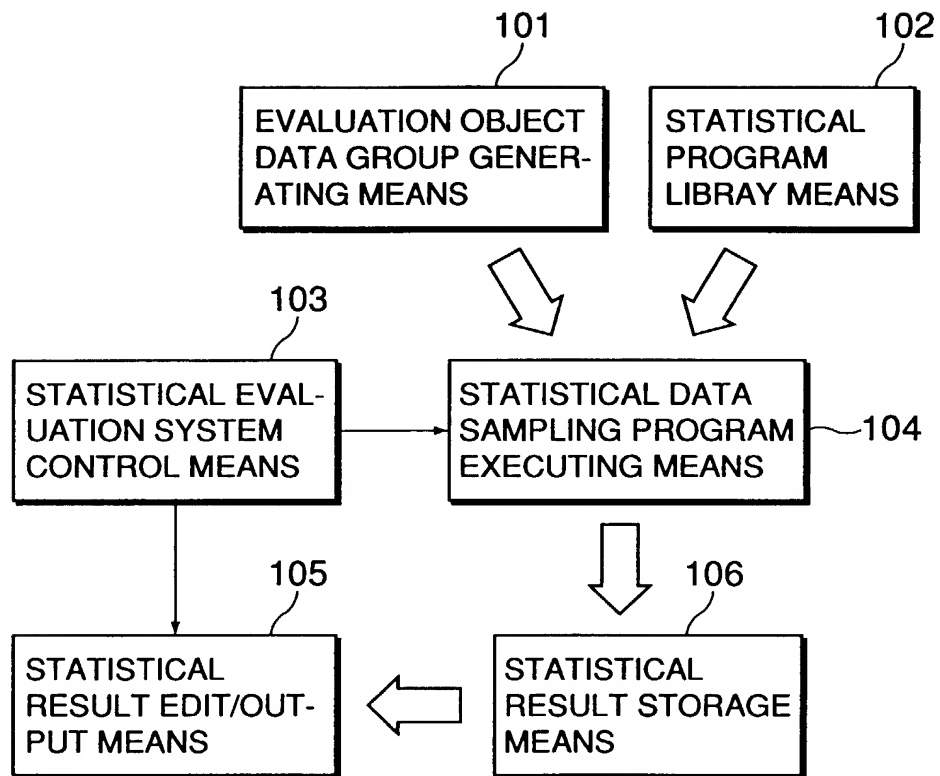 101
EVALUATION OBJECT
DATA GROUP GENER-
ATING MEANS
102
STATISTICAL
PROGRAM
LIBRAY MEANS
103
STATISTICAL EVAL-
UATION SYSTEM
CONTROL MEANS
STATISTICAL DATA
SAMPLING PROGRAM
EXECUTING MEANS
104
105
STATISTICAL
RESULT EDIT/OUT-
PUT MEANS
106
STATISTICAL
RESULT STORAGE
MEANS